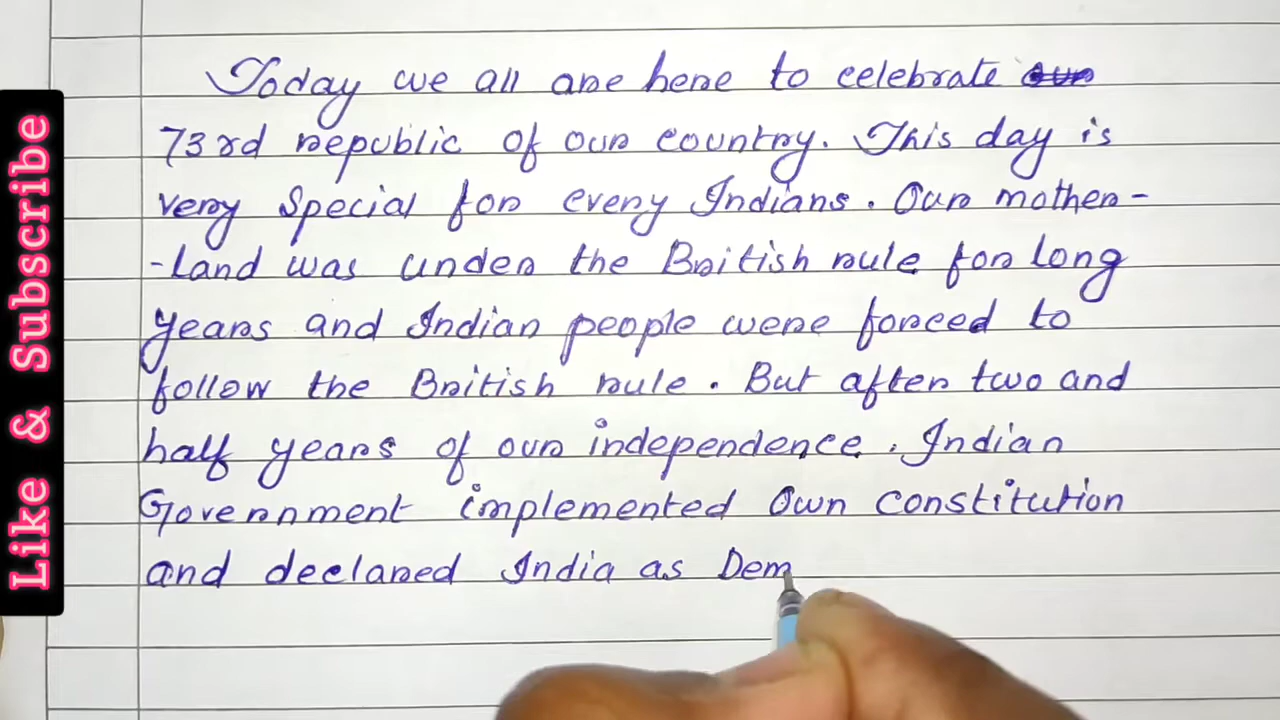 Like & Subscribe
Today we all are here to celebrate
73rd republic of our country. This day is
very Special for every Indians. Our mother-
-land was under the British rule for long
years and Indian people were forced to
follow the British rule. But after two and
half years of our independence. Indian
Government implemented Own constitution
and declared India as Dem